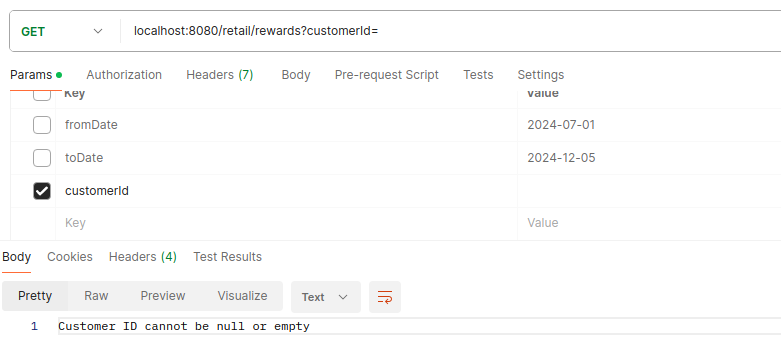 GET localhost:8080/retail/rewards?customerId=
Params Authorization Headers (7) Body Pre-request Script Tests Settings
Key Value
fromDate 2024-07-01
toDate 2024-12-05
customerId
Key Value
Body Cookies Headers (4) Test Results
Pretty Raw Preview Visualize Text
1 Customer ID cannot be null or empty